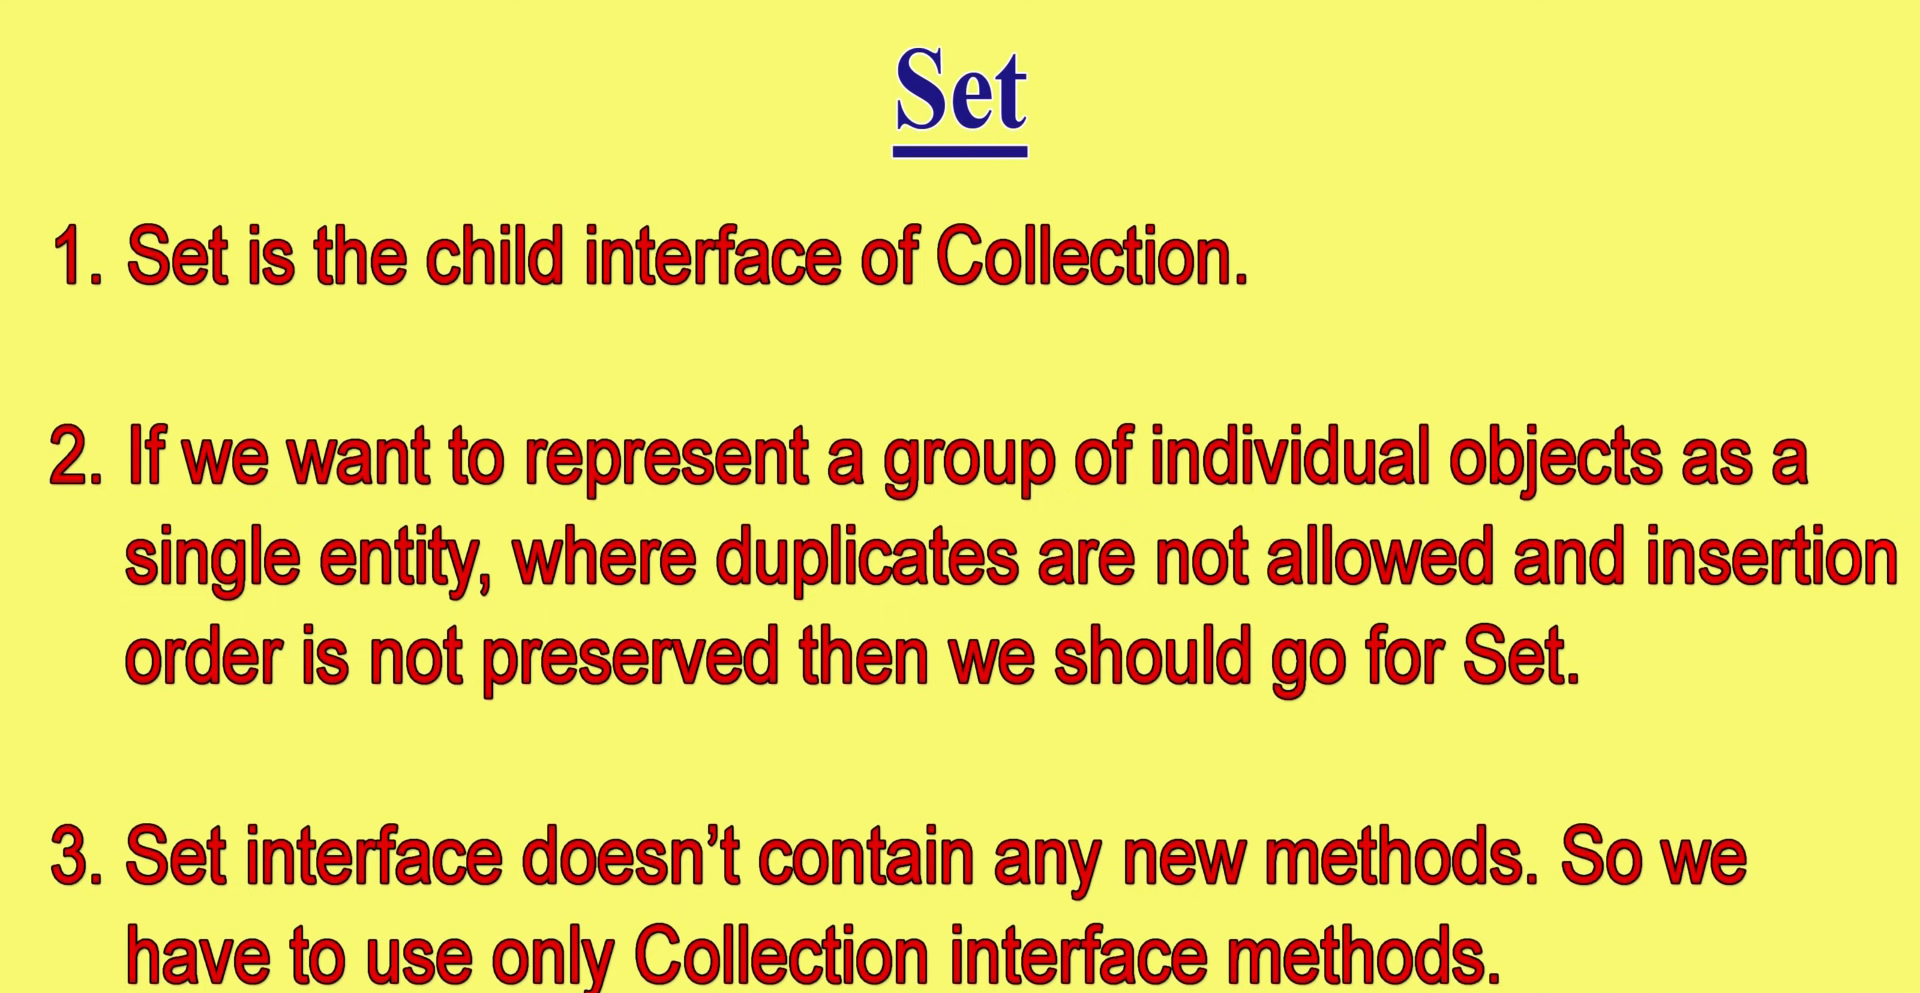 Set
1. Set is the child interface of Collection.
2. If we want to represent a group of individual objects as a
single entity, where duplicates are not allowed and insertion
order is not preserved then we should go for Set.
3. Set interface doesn’t contain any new methods. So we
have to use only Collection interface methods.